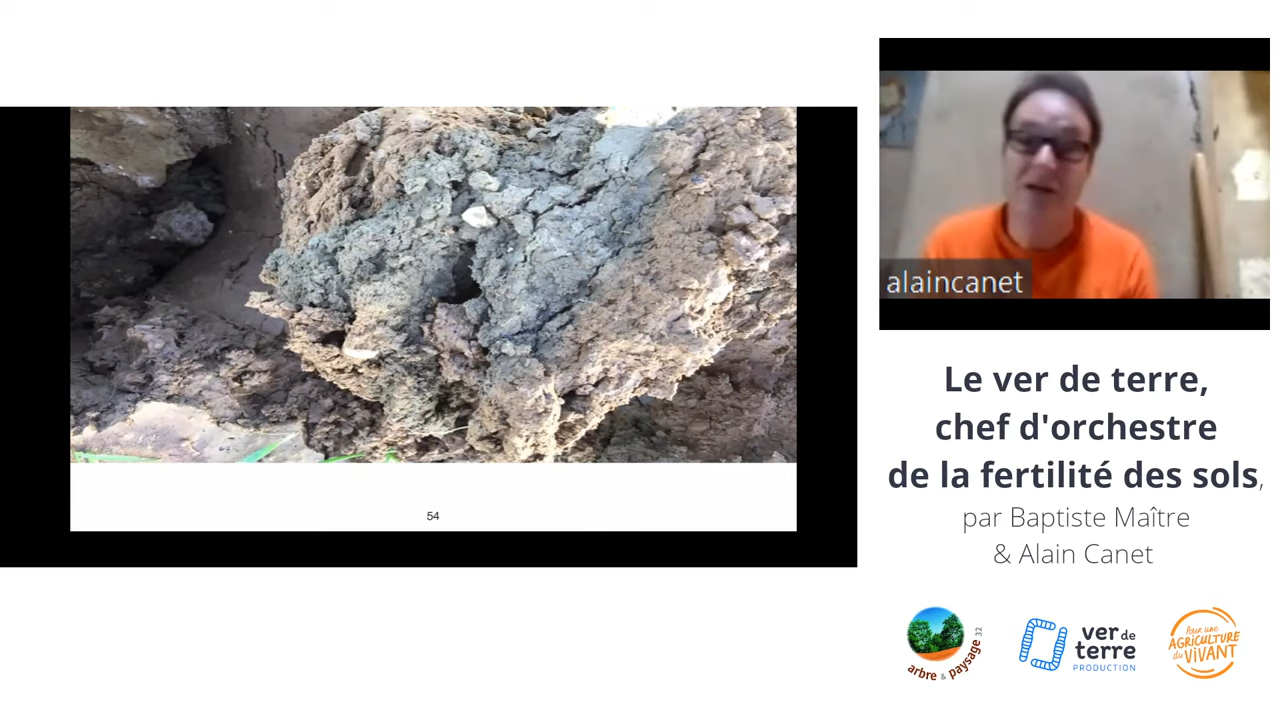 54
alaincanet
Le ver de terre,
chef d'orchestre
de la fertilité des sols,
par Baptiste Maître
& Alain Canet
arbre & paysage 32
ver de
terre
PRODUCTION
Pour une
AGRICULTURE
du ViVANT